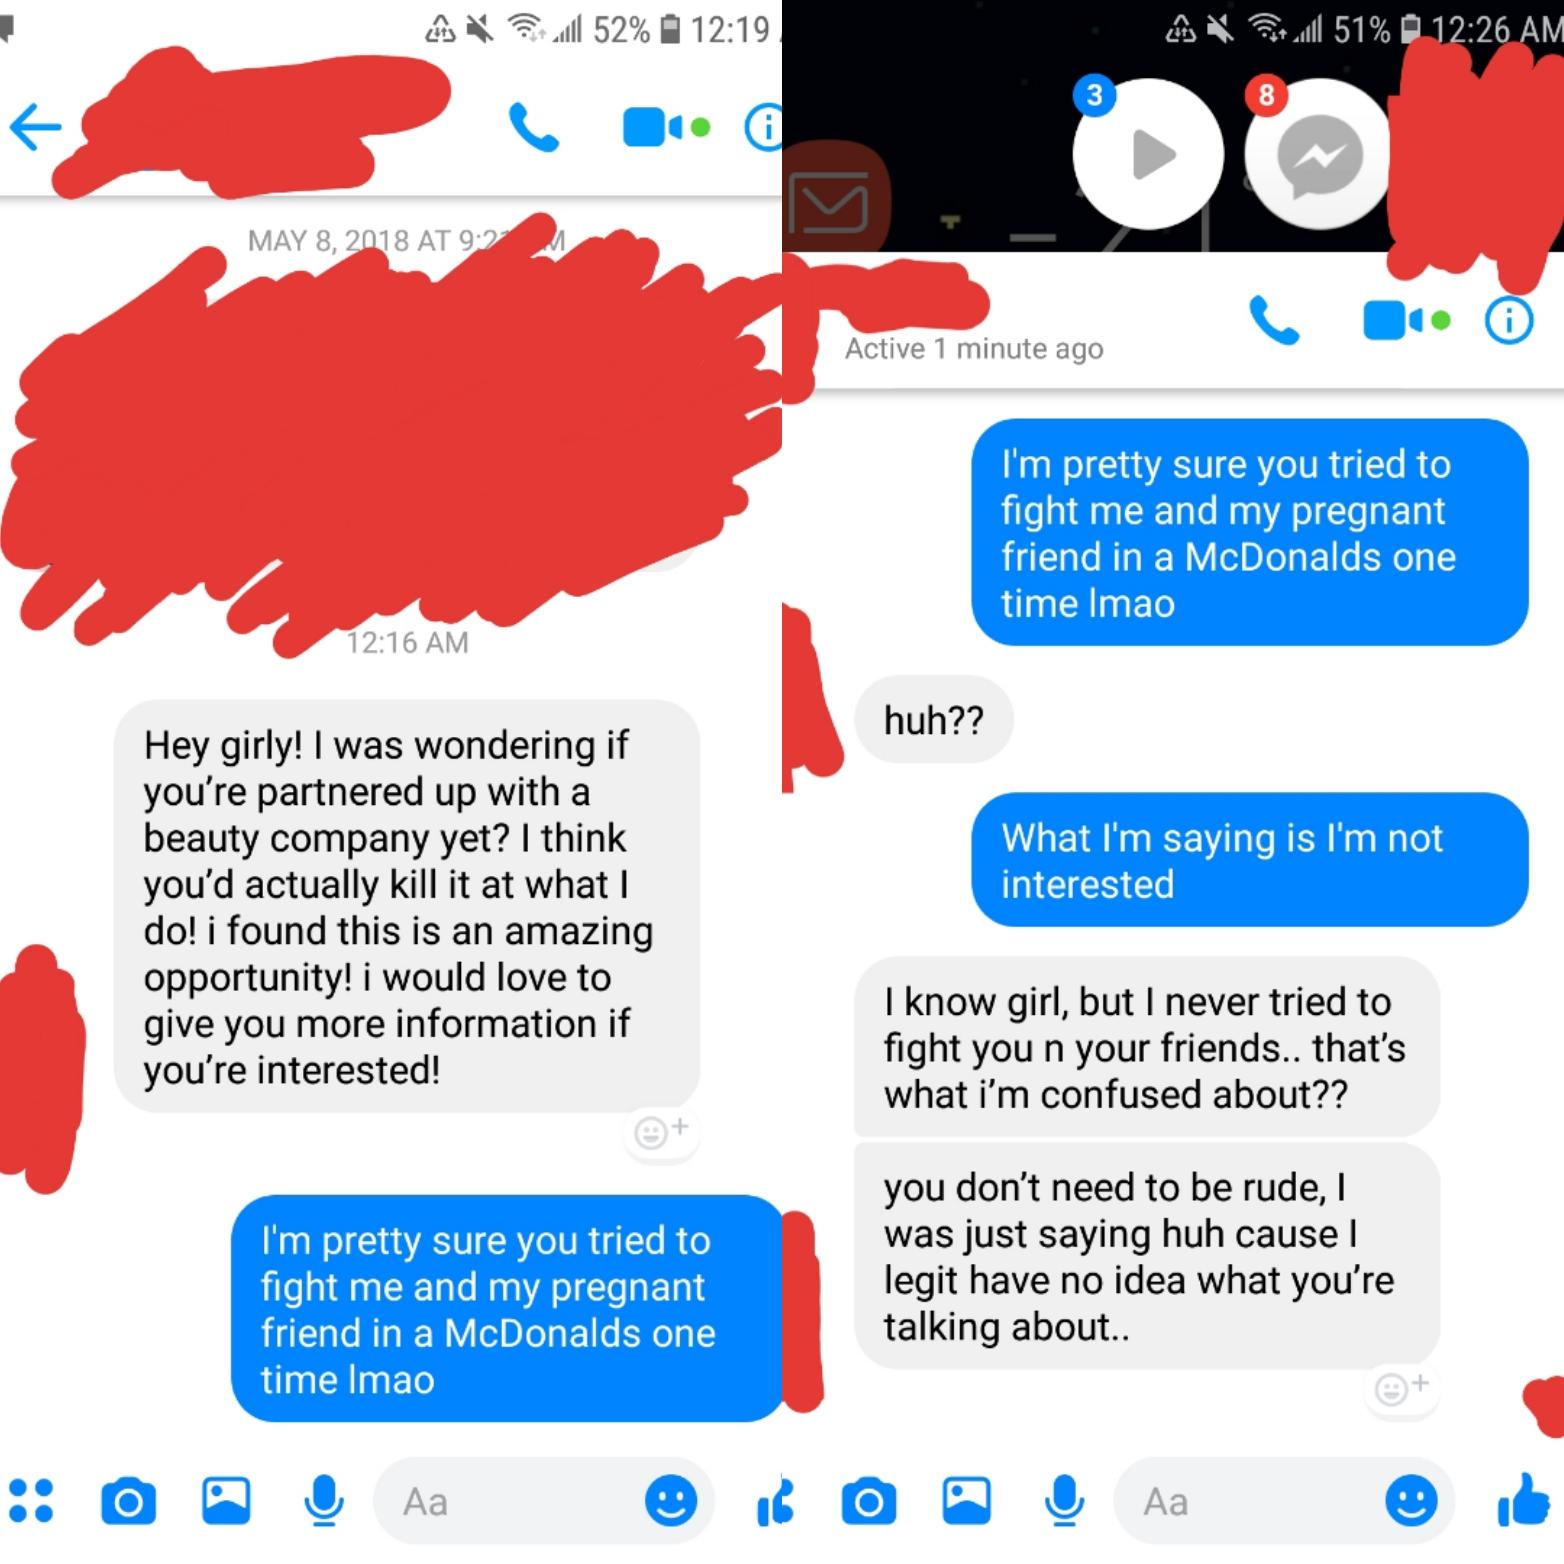 52% 12:19
MAY 8, 2018 AT 9:2
12:16 AM
Hey girly! I was wondering if
you're partnered up with a
beauty company yet? I think
you'd actually kill it at what I
do! i found this is an amazing
opportunity! i would love to
give you more information if
you're interested!
I'm pretty sure you tried to
fight me and my pregnant
friend in a McDonalds one
time lmao
Aa
51% 12:26 AM
3
8
Active 1 minute ago
I'm pretty sure you tried to
fight me and my pregnant
friend in a McDonalds one
time lmao
huh??
What I'm saying is I'm not
interested
I know girl, but I never tried to
fight you n your friends.. that's
what i'm confused about??
you don't need to be rude, I
was just saying huh cause I
legit have no idea what you're
talking about..
Aa